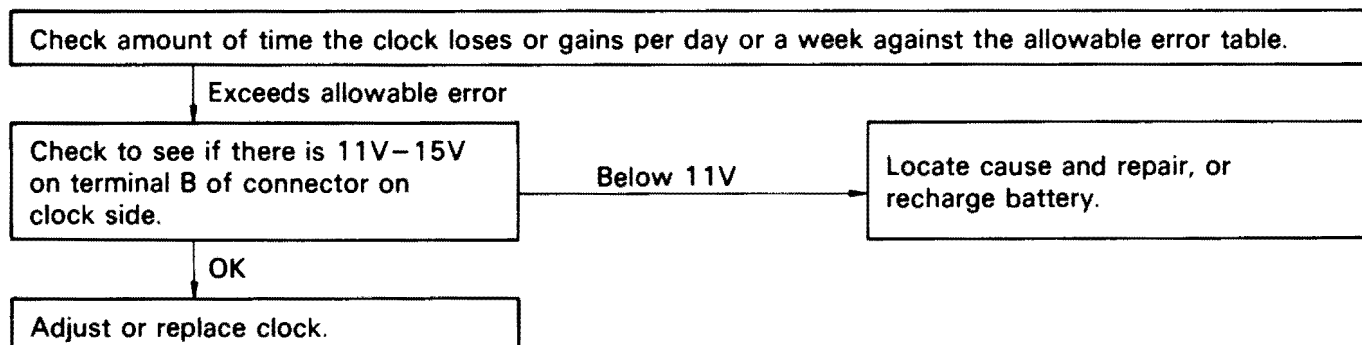 Check amount of time the clock loses or gains per day or a week against the allowable error table.
Exceeds allowable error
Check to see if there is 11V–15V
on terminal B of connector on
clock side.
Below 11V
Locate cause and repair, or
recharge battery.
OK
Adjust or replace clock.